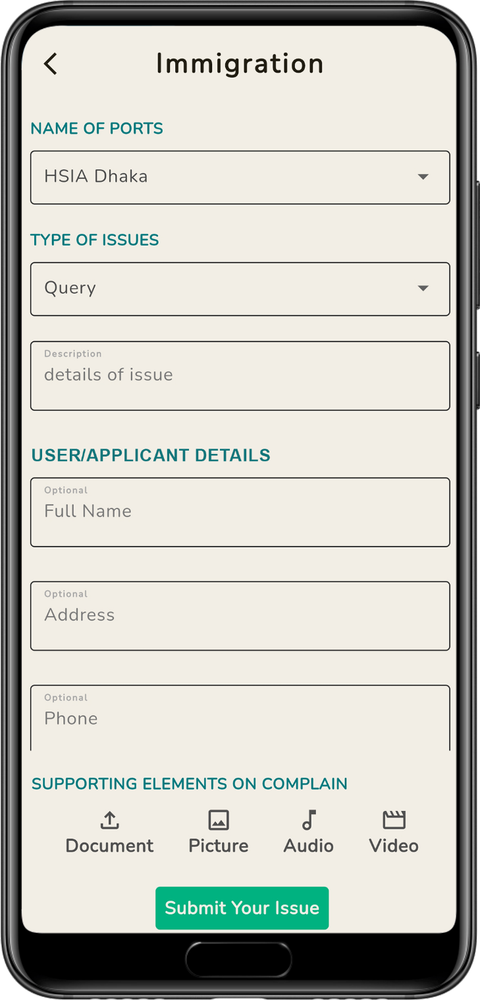 Immigration
NAME OF PORTS
HSIA Dhaka
TYPE OF ISSUES
Query
Description
details of issue
USER/APPLICANT DETAILS
Optional
Full Name
Optional
Address
Optional
Phone
SUPPORTING ELEMENTS ON COMPLAIN
Document Picture Audio Video
Submit Your Issue